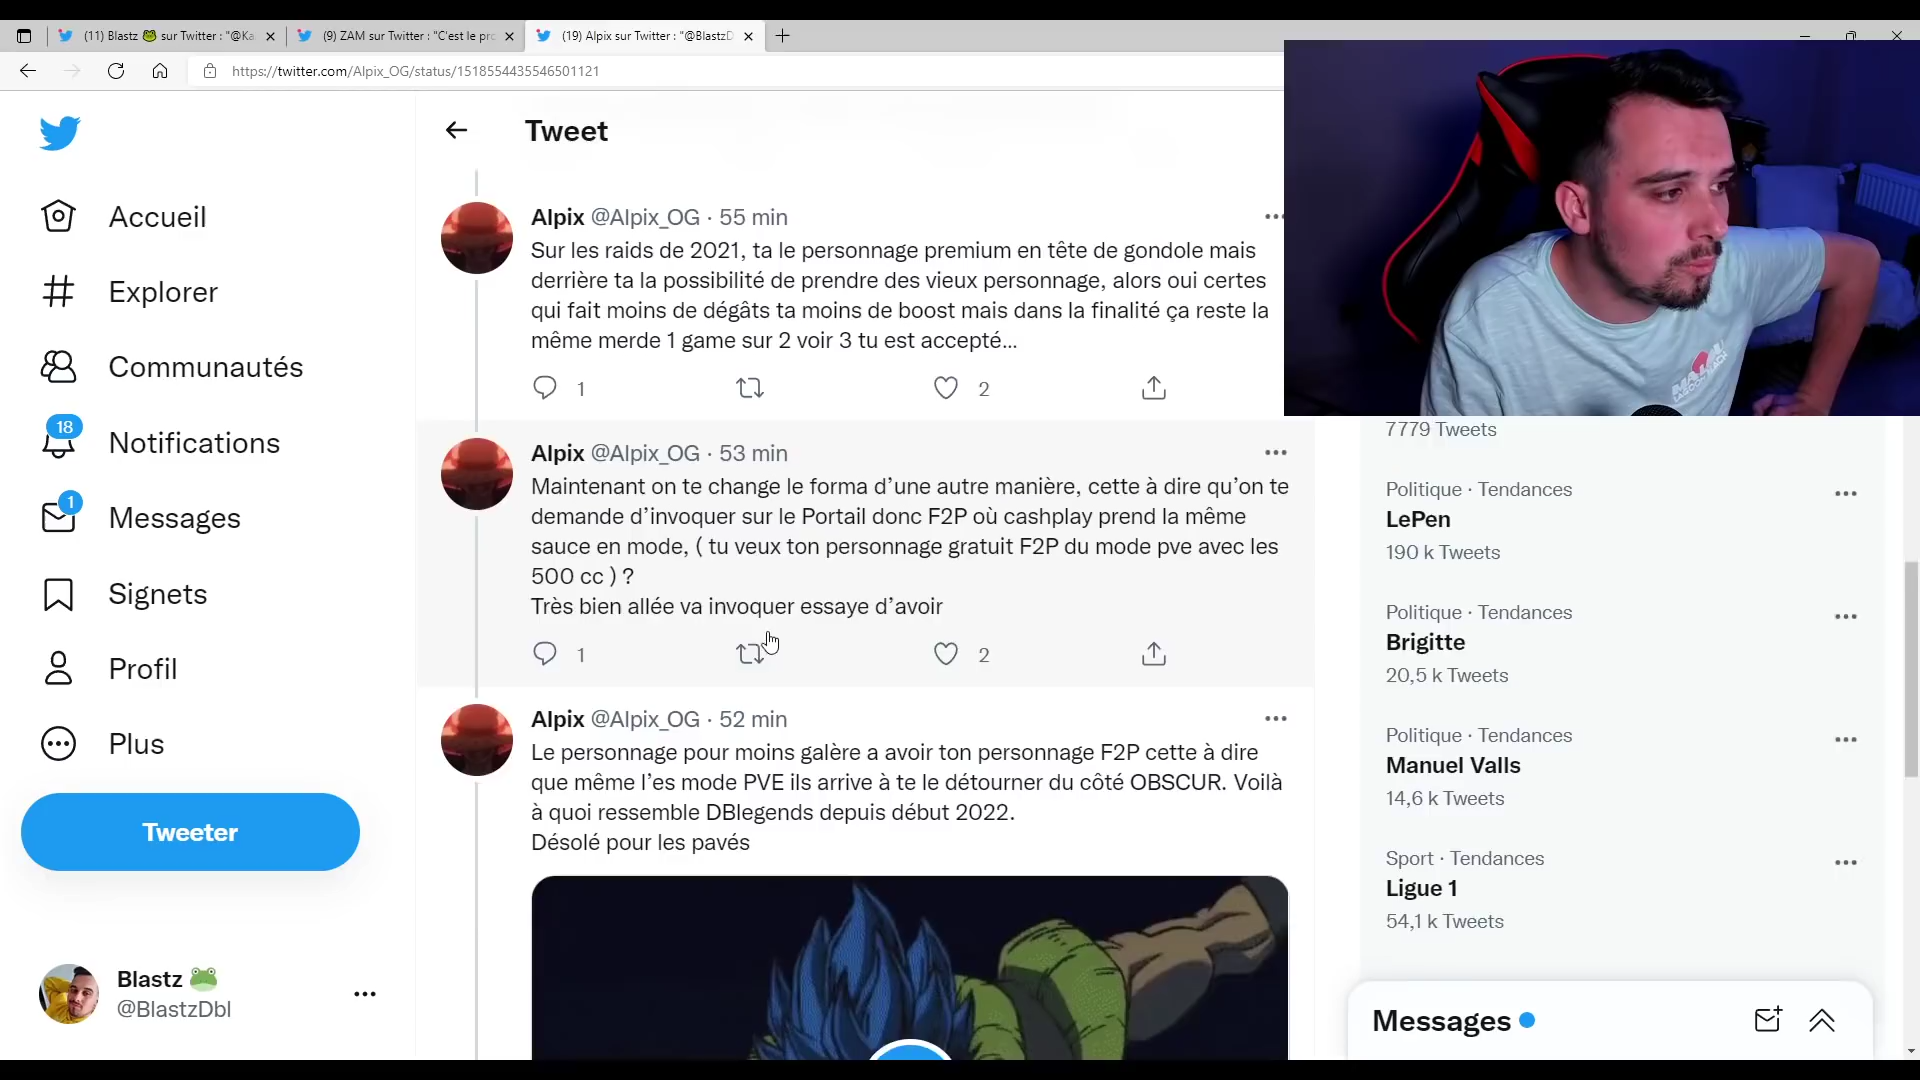 (11) Blastz 🐸 sur Twitter : "@Ka
(9) ZAM sur Twitter : "C'est le pro
(19) Alpix sur Twitter : "@BlastzD
https://twitter.com/Alpix_OG/status/1518554435546501121
Accueil
Explorer
Communautés
18
Notifications
1
Messages
Signets
Profil
Plus
Tweeter
Blastz 🐸
@BlastzDbl
Tweet
Alpix @Alpix_OG · 55 min
Sur les raids de 2021, ta le personnage premium en tête de gondole mais
derrière ta la possibilité de prendre des vieux personnage, alors oui certes
qui fait moins de dégâts ta moins de boost mais dans la finalité ça reste la
même merde 1 game sur 2 voir 3 tu est accepté...
1
2
Alpix @Alpix_OG · 53 min
Maintenant on te change le forma d'une autre manière, cette à dire qu'on te
demande d'invoquer sur le Portail donc F2P où cashplay prend la même
sauce en mode, ( tu veux ton personnage gratuit F2P du mode pve avec les
500 cc ) ?
Très bien allée va invoquer essaye d'avoir
1
2
Alpix @Alpix_OG · 52 min
Le personnage pour moins galère a avoir ton personnage F2P cette à dire
que même l'es mode PVE ils arrive à te le détourner du côté OBSCUR. Voilà
à quoi ressemble DBlegends depuis début 2022.
Désolé pour les pavés
7779 Tweets
Politique · Tendances
LePen
190 k Tweets
Politique · Tendances
Brigitte
20,5 k Tweets
Politique · Tendances
Manuel Valls
14,6 k Tweets
Sport · Tendances
Ligue 1
54,1 k Tweets
Messages